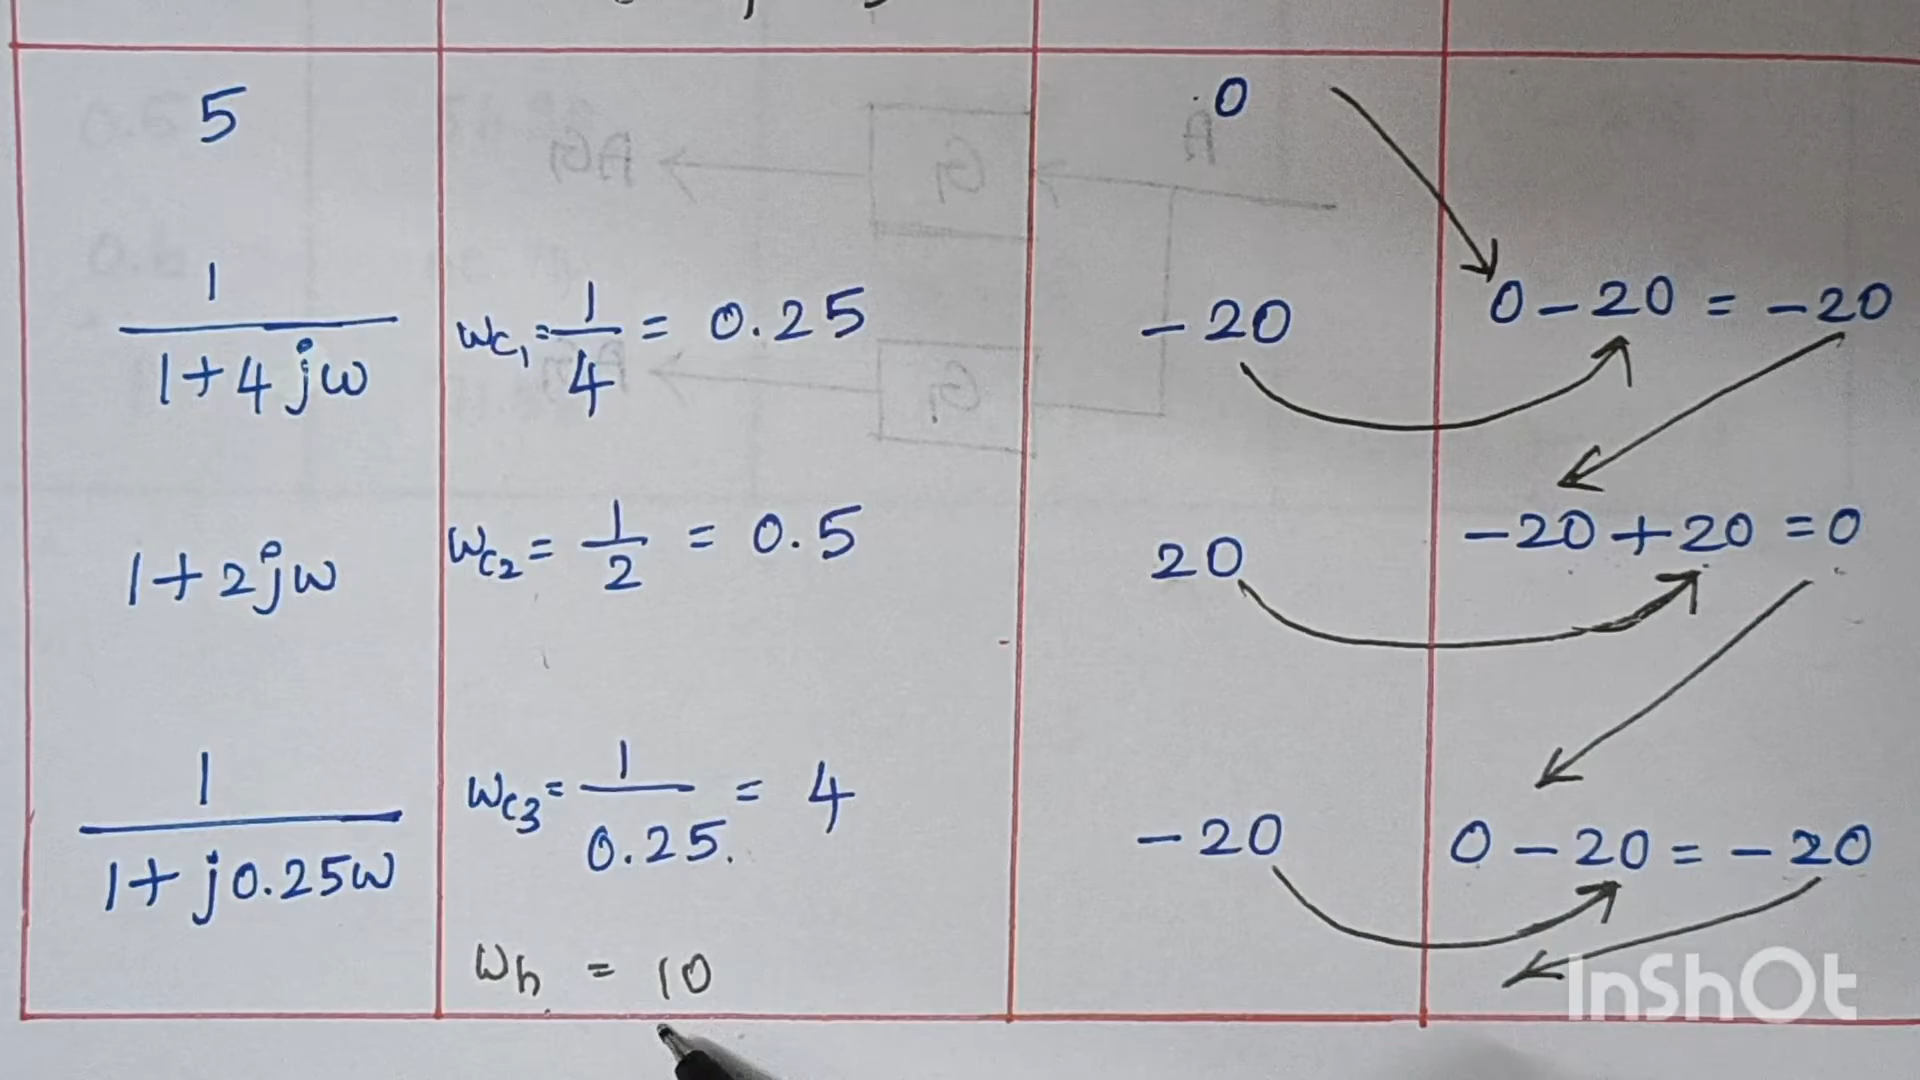 5 0
1/(1+4jω) ωc₁ = 1/4 = 0.25 -20 0-20 = -20
1+2jω ωc₂ = 1/2 = 0.5 20 -20+20 = 0
1/(1+j0.25ω) ωc₃ = 1/0.25 = 4 -20 0-20 = -20
ωh = 10
InShOt